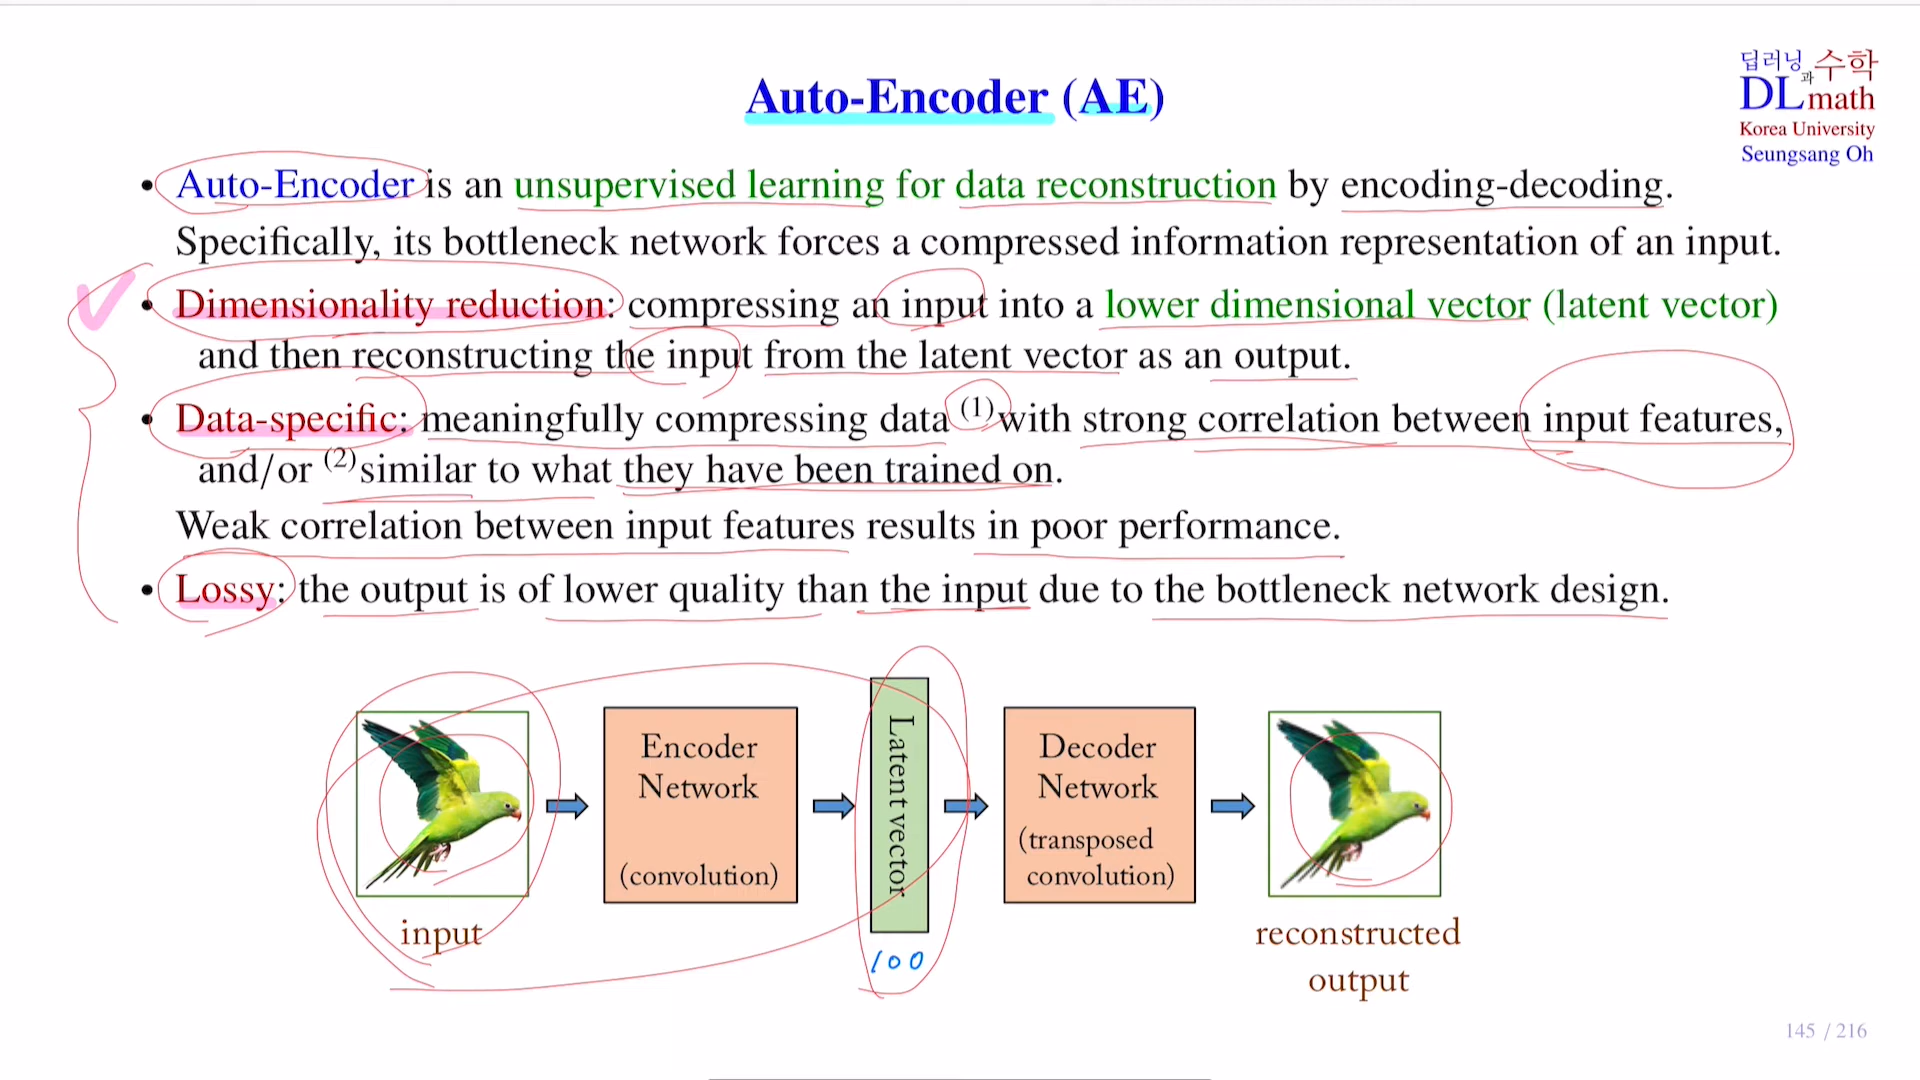 Auto-Encoder (AE)
딥러닝과 수학
DL math
Korea University
Seungsang Oh
• Auto-Encoder is an unsupervised learning for data reconstruction by encoding-decoding.
Specifically, its bottleneck network forces a compressed information representation of an input.
• Dimensionality reduction: compressing an input into a lower dimensional vector (latent vector)
and then reconstructing the input from the latent vector as an output.
• Data-specific: meaningfully compressing data (1) with strong correlation between input features,
and/or (2) similar to what they have been trained on.
Weak correlation between input features results in poor performance.
• Lossy: the output is of lower quality than the input due to the bottleneck network design.
Encoder
Network
(convolution)
Latent vector
Decoder
Network
(transposed
convolution)
input
100
reconstructed
output
145 / 216